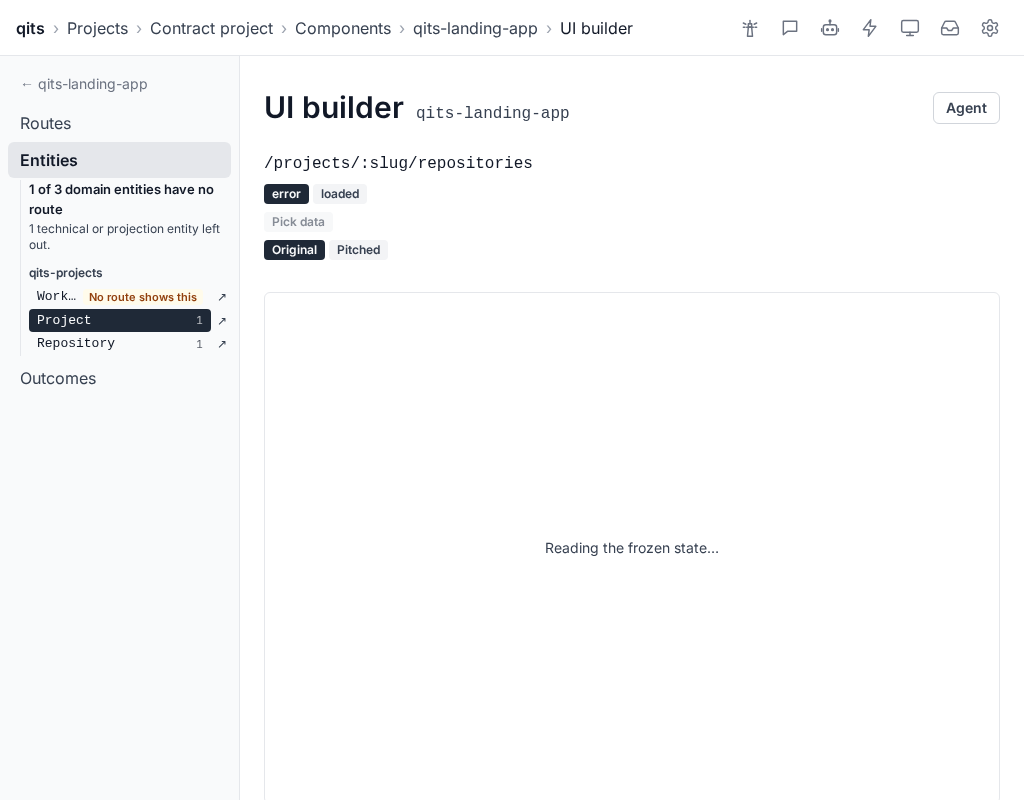 qits › Projects › Contract project › Components › qits-landing-app › UI builder
← qits-landing-app
Routes
Entities
1 of 3 domain entities have no
route
1 technical or projection entity left
out.
qits-projects
Work… No route shows this ↗
Project 1 ↗
Repository 1 ↗
Outcomes
UI builder qits-landing-app
Agent
/projects/:slug/repositories
error loaded
Pick data
Original Pitched
Reading the frozen state…